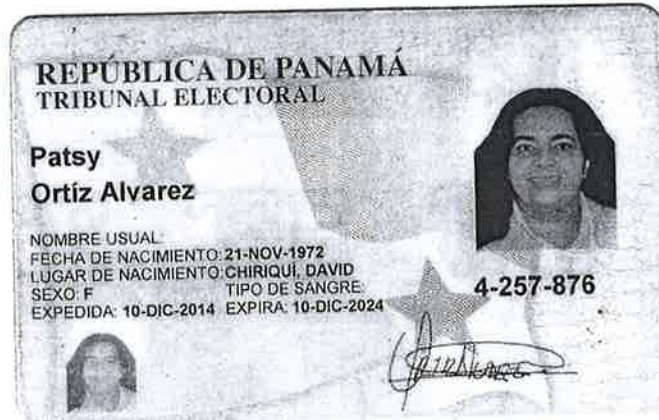 REPÚBLICA DE PANAMÁ
TRIBUNAL ELECTORAL
Patsy
Ortíz Alvarez
NOMBRE USUAL:
FECHA DE NACIMIENTO: 21-NOV-1972
LUGAR DE NACIMIENTO: CHIRIQUÍ, DAVID
SEXO: F TIPO DE SANGRE:
EXPEDIDA: 10-DIC-2014 EXPIRA: 10-DIC-2024
4-257-876